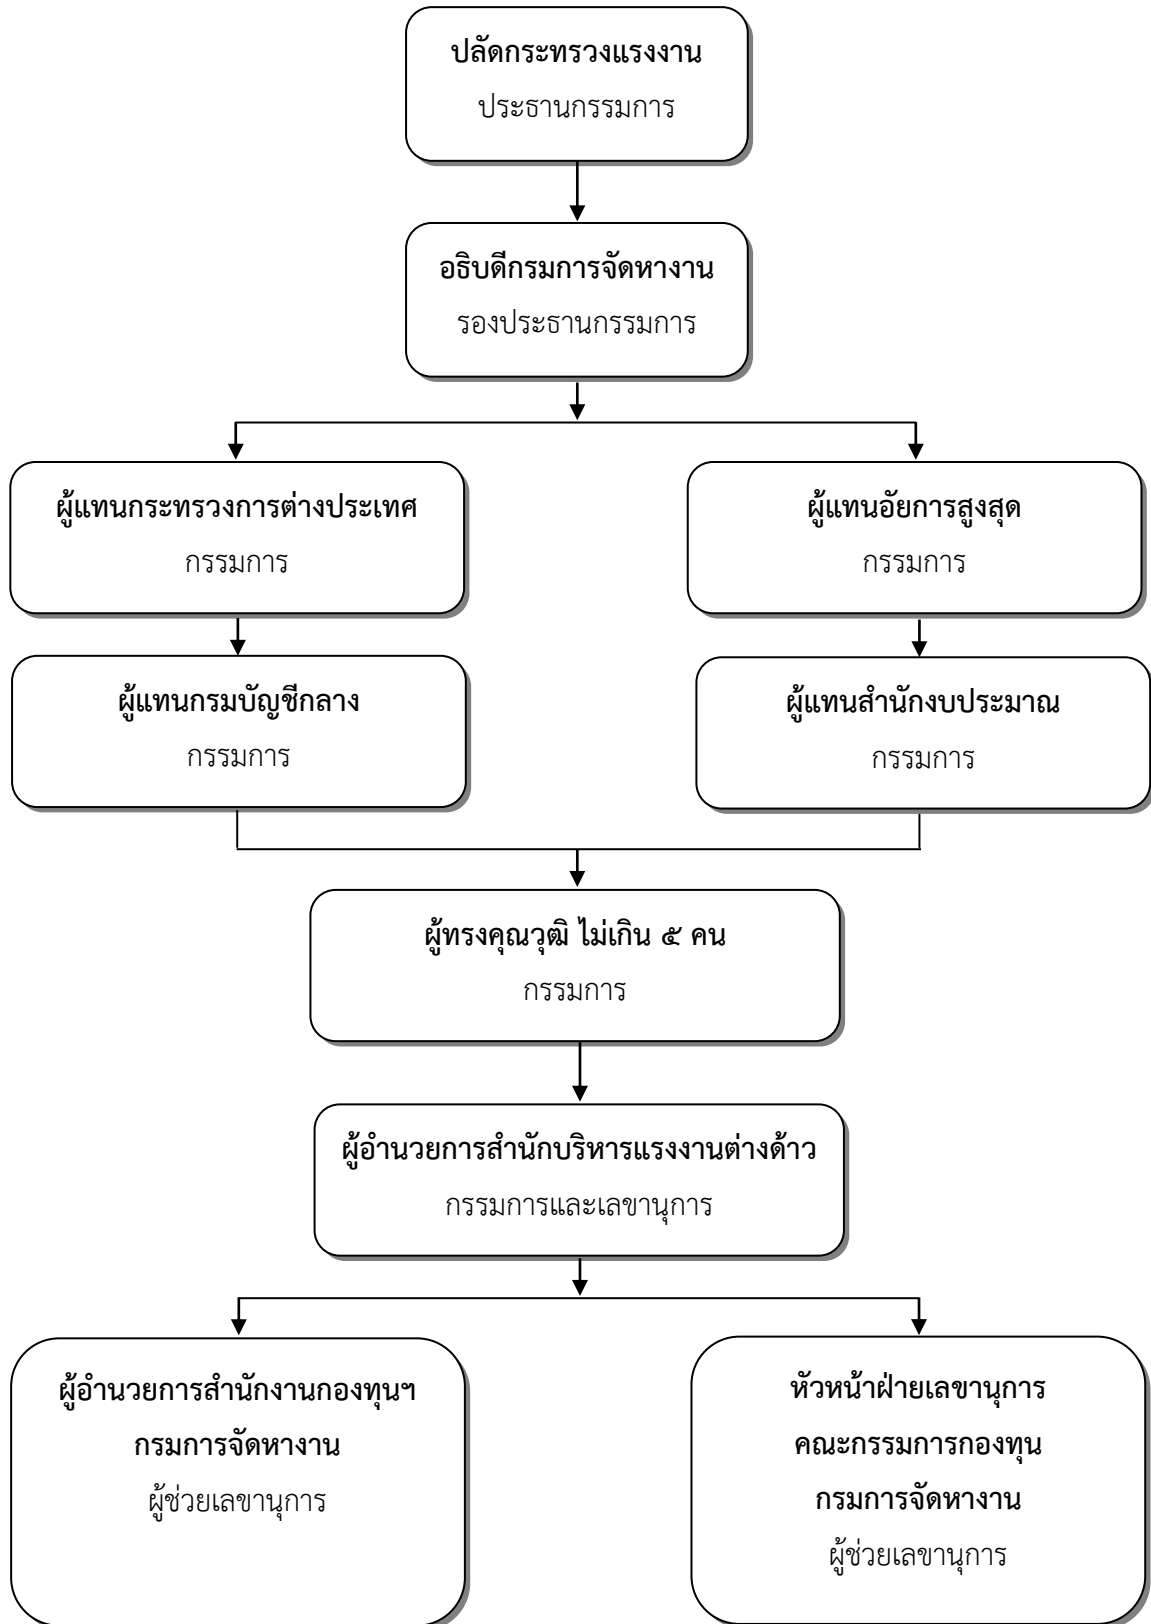 ปลัดกระทรวงแรงงาน
ประธานกรรมการ
อธิบดีกรมการจัดหางาน
รองประธานกรรมการ
ผู้แทนกระทรวงการต่างประเทศ
กรรมการ
ผู้แทนอัยการสูงสุด
กรรมการ
ผู้แทนกรมบัญชีกลาง
กรรมการ
ผู้แทนสำนักงบประมาณ
กรรมการ
ผู้ทรงคุณวุฒิ ไม่เกิน ๕ คน
กรรมการ
ผู้อำนวยการสำนักบริหารแรงงานต่างด้าว
กรรมการและเลขานุการ
ผู้อำนวยการสำนักงานกองทุนฯ
กรมการจัดหางาน
ผู้ช่วยเลขานุการ
หัวหน้าฝ่ายเลขานุการ
คณะกรรมการกองทุน
กรมการจัดหางาน
ผู้ช่วยเลขานุการ